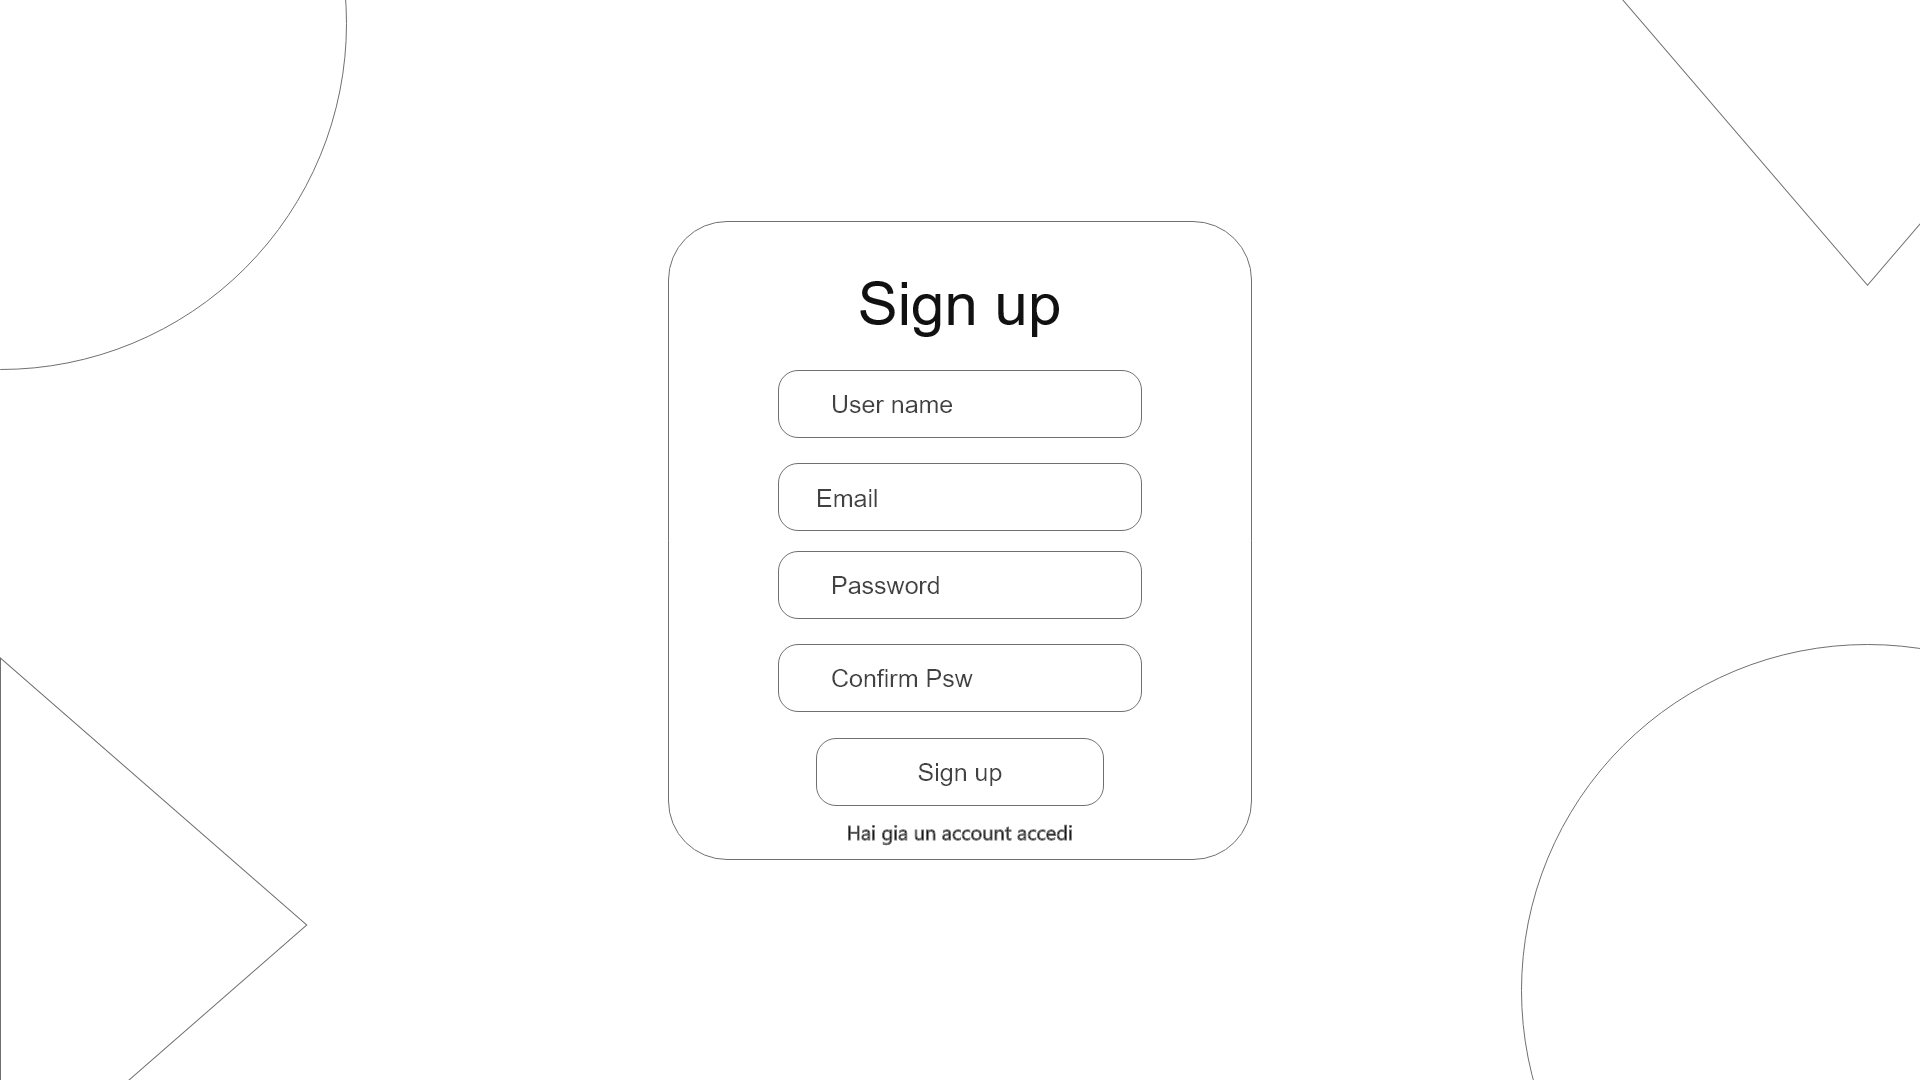 Sign up
User name
Email
Password
Confirm Psw
Sign up
Hai gia un account accedi